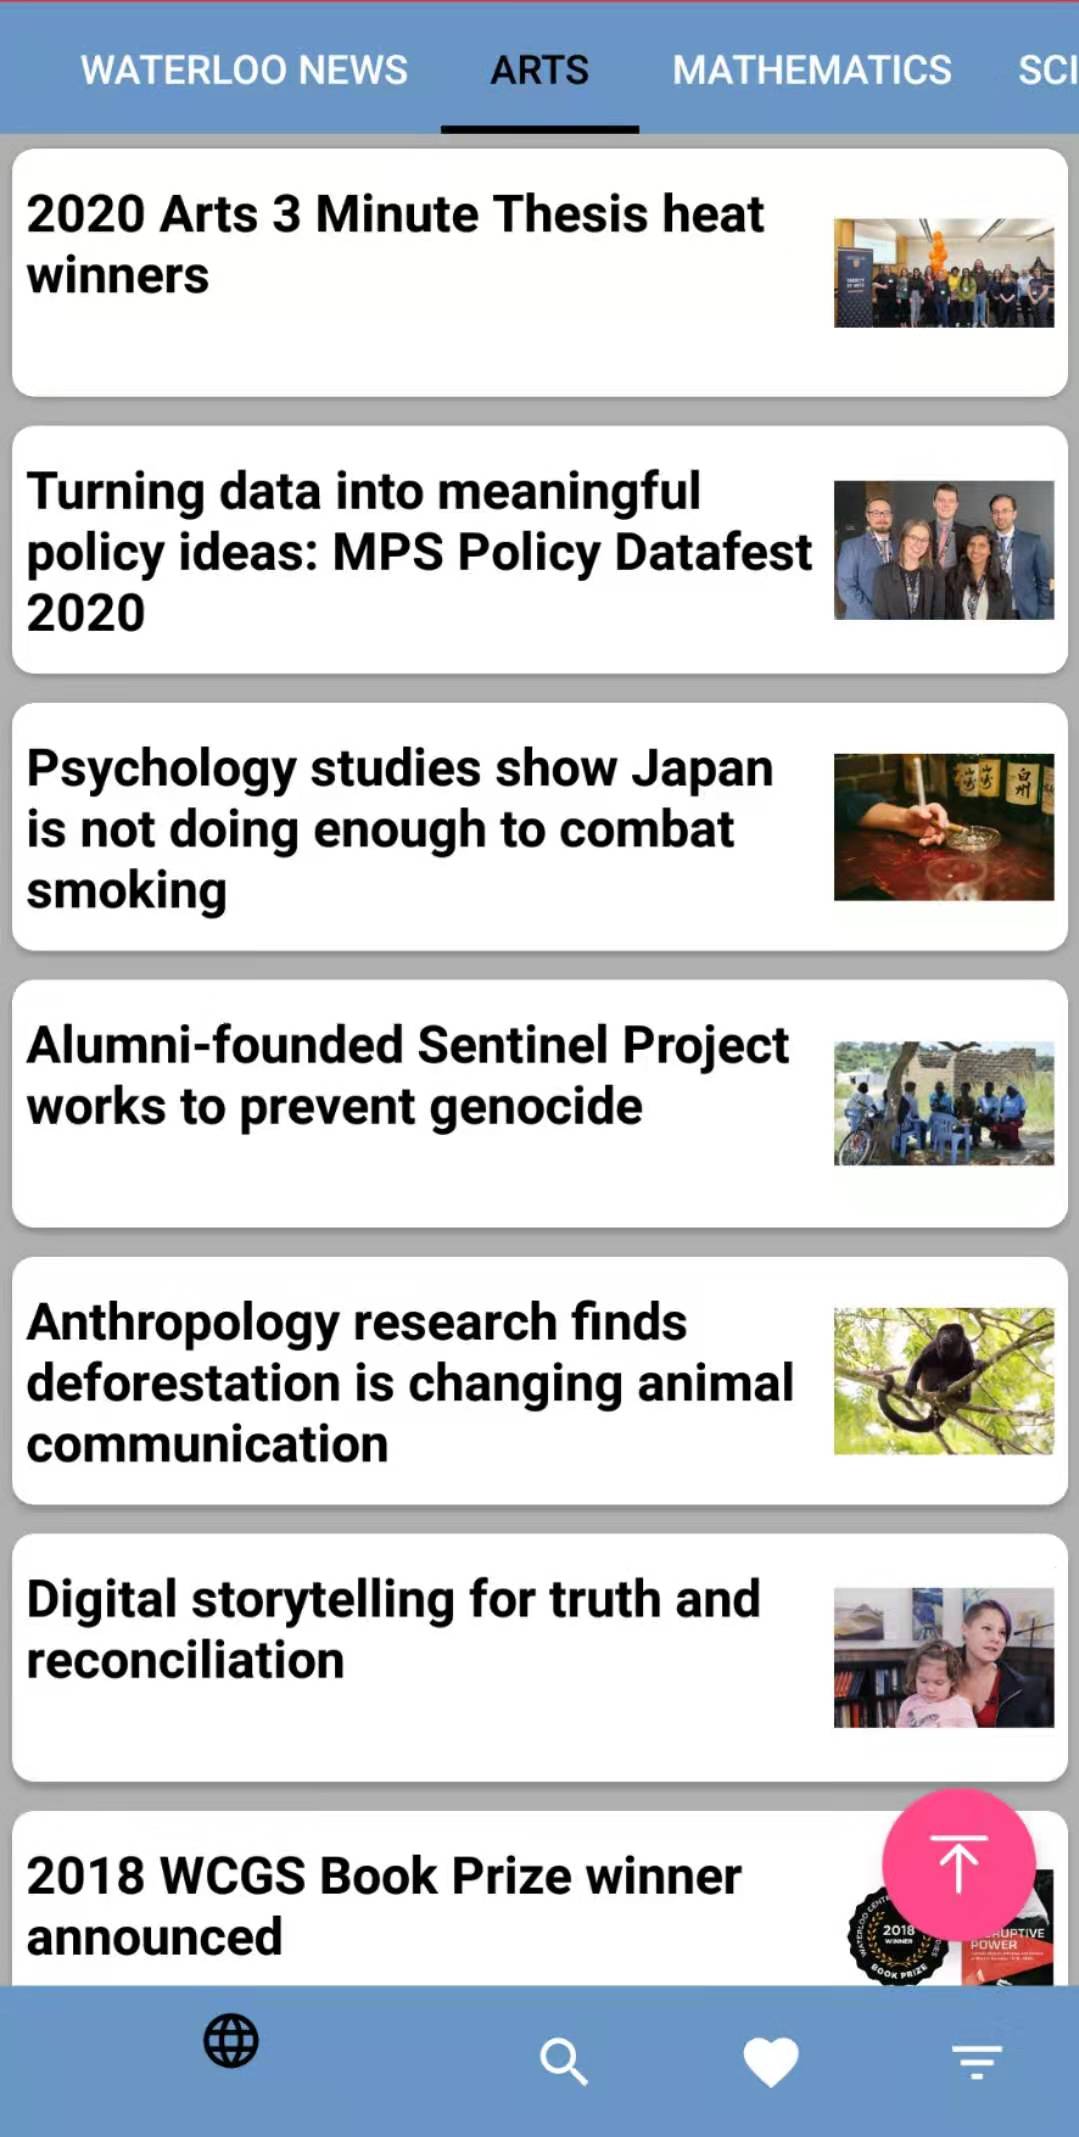 WATERLOO NEWS
ARTS
MATHEMATICS
SCI
2020 Arts 3 Minute Thesis heat
winners
Turning data into meaningful
policy ideas: MPS Policy Datafest
2020
Psychology studies show Japan
is not doing enough to combat
smoking
白
州
Alumni-founded Sentinel Project
works to prevent genocide
Anthropology research finds
deforestation is changing animal
communication
Digital storytelling for truth and
reconciliation
2018 WCGS Book Prize winner
announced
2018
WINNER
BOOK PRIZE
RUPTIVE
POWER